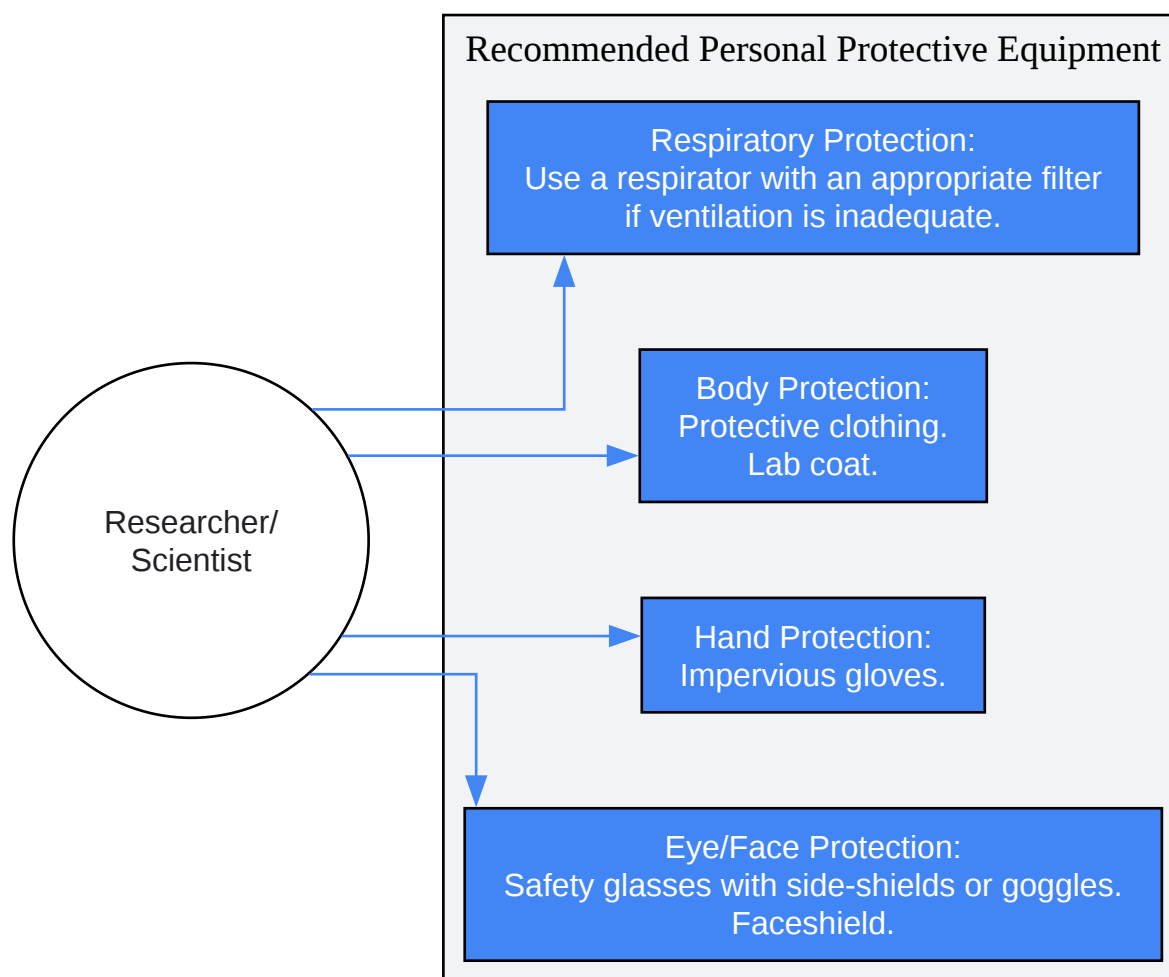 Recommended Personal Protective Equipment
Respiratory Protection:
Use a respirator with an appropriate filter
if ventilation is inadequate.
Body Protection:
Protective clothing.
Lab coat.
Researcher/
Scientist
Hand Protection:
Impervious gloves.
Eye/Face Protection:
Safety glasses with side-shields or goggles.
Faceshield.